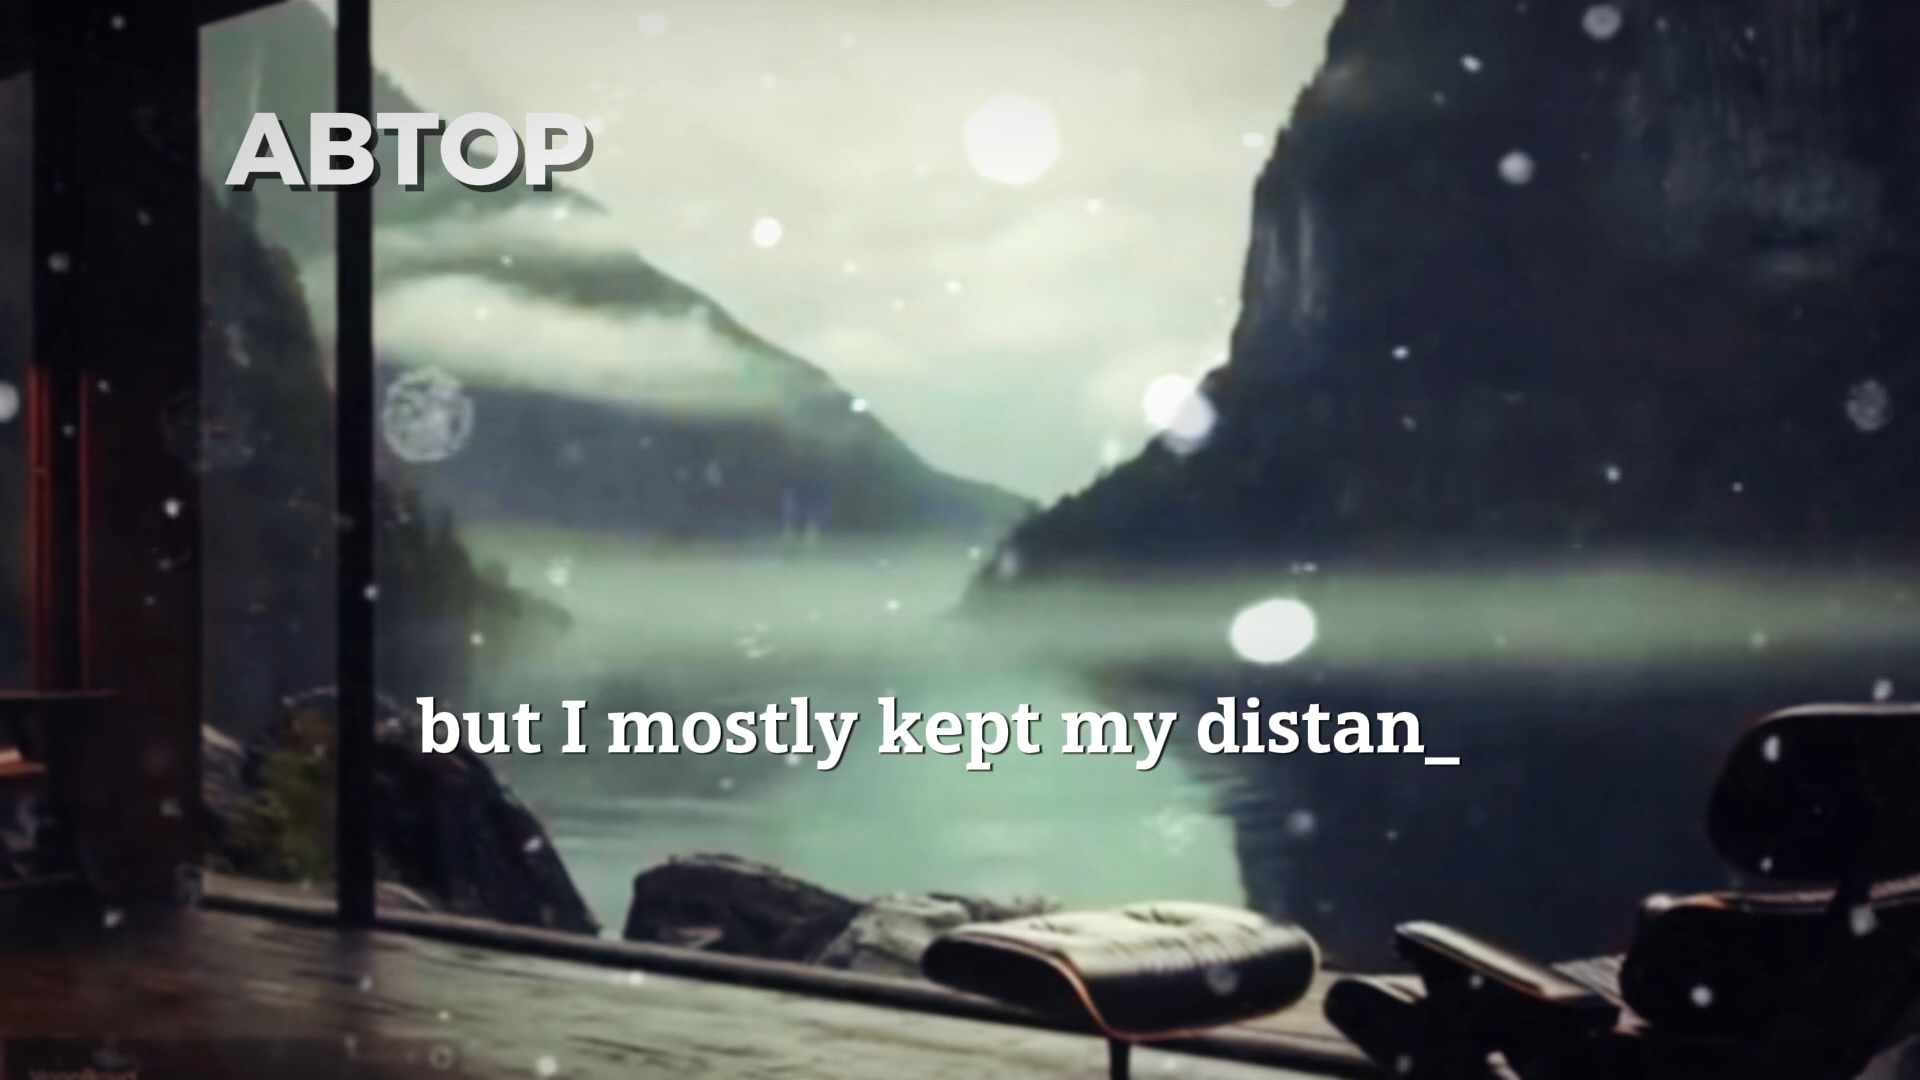 АВТОР
but I mostly kept my distan_